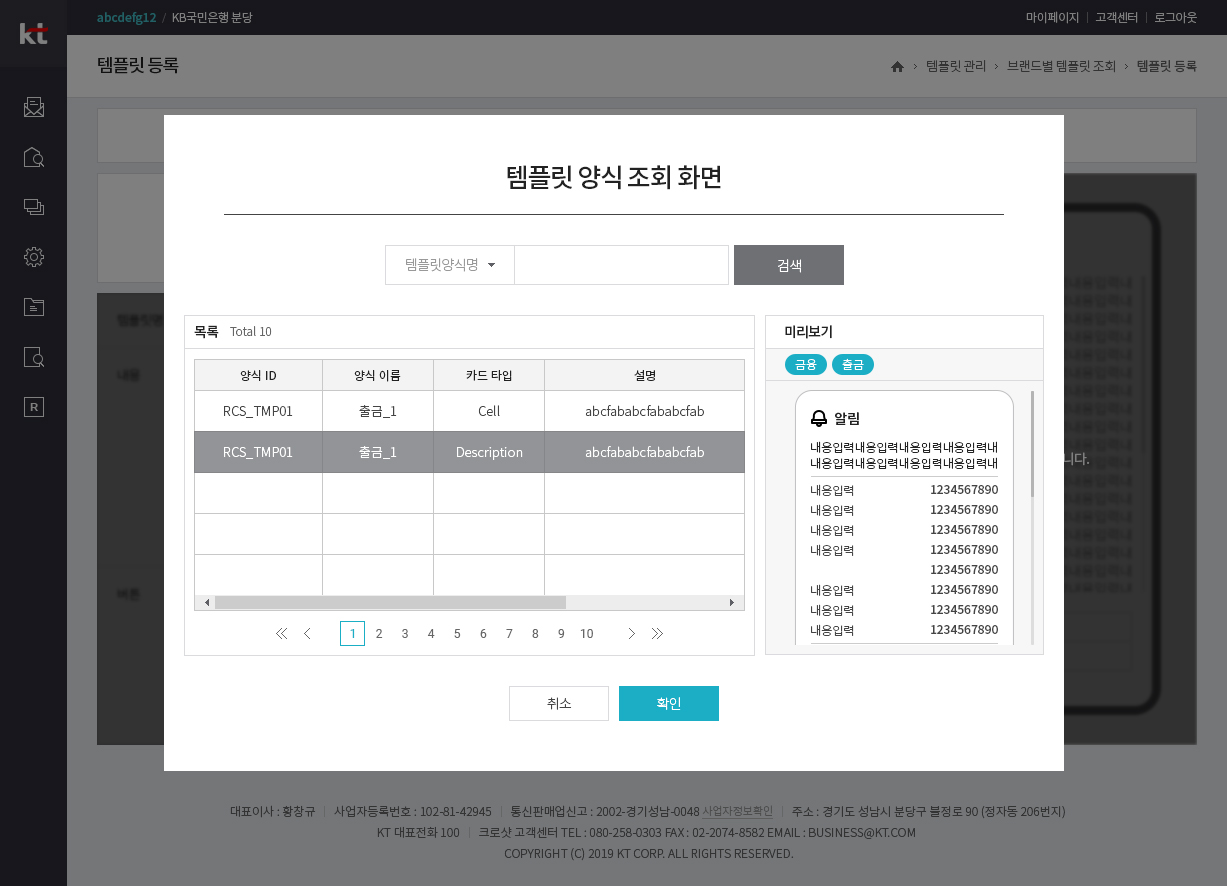 kt
abcdefg12 / KB국민은행 분당
마이페이지 | 고객센터 | 로그아웃
템플릿 등록
템플릿 관리 > 브랜드별 템플릿 조회 > 템플릿 등록
템플릿 양식 조회 화면
템플릿양식명
검색
목록 Total 10
양식 ID 양식 이름 카드 타입 설명
RCS_TMP01 출금_1 Cell abcfababcfababcfab
RCS_TMP01 출금_1 Description abcfababcfababcfab
1 2 3 4 5 6 7 8 9 10
미리보기
금융 출금
알림
내용입력내용입력내용입력내용입력내
내용입력내용입력내용입력내용입력내
내용입력 1234567890
내용입력 1234567890
내용입력 1234567890
내용입력 1234567890
1234567890
내용입력 1234567890
내용입력 1234567890
내용입력 1234567890
니다.
내용
버튼
R
취소 확인
대표이사 : 황창규 | 사업자등록번호 : 102-81-42945 | 통신판매업신고 : 2002-경기성남-0048 사업자정보확인 | 주소 : 경기도 성남시 분당구 불정로 90 (정자동 206번지)
KT 대표전화 100 | 크로샷 고객센터 TEL : 080-258-0303 FAX : 02-2074-8582 EMAIL : BUSINESS@KT.COM
COPYRIGHT (C) 2019 KT CORP. ALL RIGHTS RESERVED.